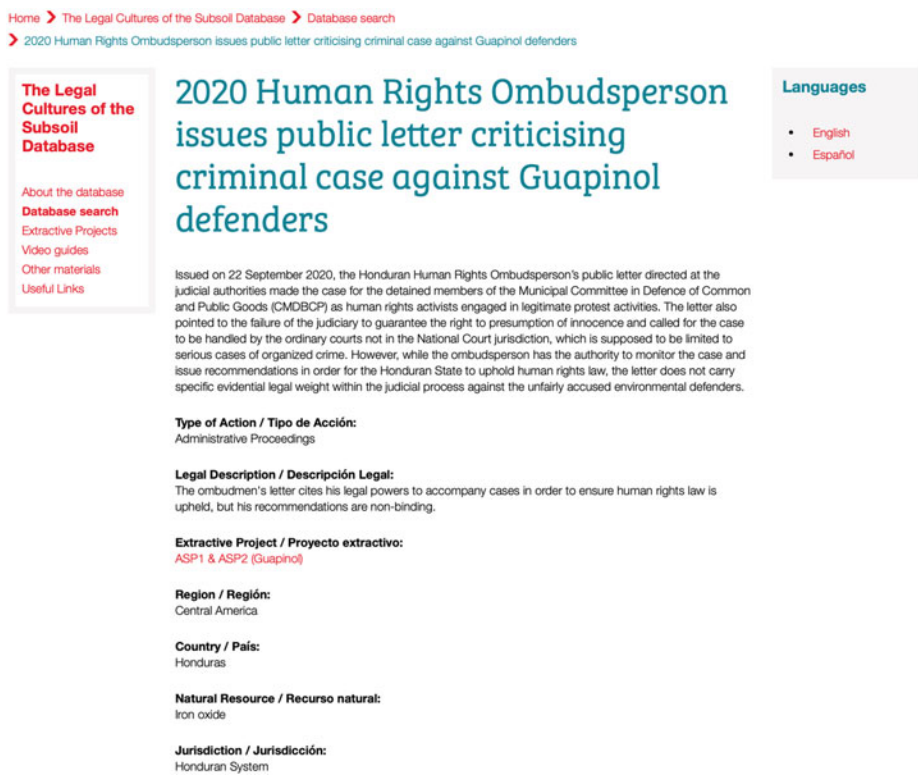 Home ❯ The Legal Cultures of the Subsoil Database ❯ Database search
❯ 2020 Human Rights Ombudsperson issues public letter criticising criminal case against Guapinol defenders
The Legal
Cultures of the
Subsoil
Database
About the database
Database search
Extractive Projects
Video guides
Other materials
Useful Links
2020 Human Rights Ombudsperson
issues public letter criticising
criminal case against Guapinol
defenders
Issued on 22 September 2020, the Honduran Human Rights Ombudsperson's public letter directed at the
judicial authorities made the case for the detained members of the Municipal Committee in Defence of Common
and Public Goods (CMDBCP) as human rights activists engaged in legitimate protest activities. The letter also
pointed to the failure of the judiciary to guarantee the right to presumption of innocence and called for the case
to be handled by the ordinary courts not in the National Court jurisdiction, which is supposed to be limited to
serious cases of organized crime. However, while the ombudsperson has the authority to monitor the case and
issue recommendations in order for the Honduran State to uphold human rights law, the letter does not carry
specific evidential legal weight within the judicial process against the unfairly accused environmental defenders.
Type of Action / Tipo de Acción:
Administrative Proceedings
Legal Description / Descripción Legal:
The ombudmen's letter cites his legal powers to accompany cases in order to ensure human rights law is
upheld, but his recommendations are non-binding.
Extractive Project / Proyecto extractivo:
ASP1 & ASP2 (Guapinol)
Region / Región:
Central America
Country / País:
Honduras
Natural Resource / Recurso natural:
Iron oxide
Jurisdiction / Jurisdicción:
Honduran System
Languages
• English
• Español